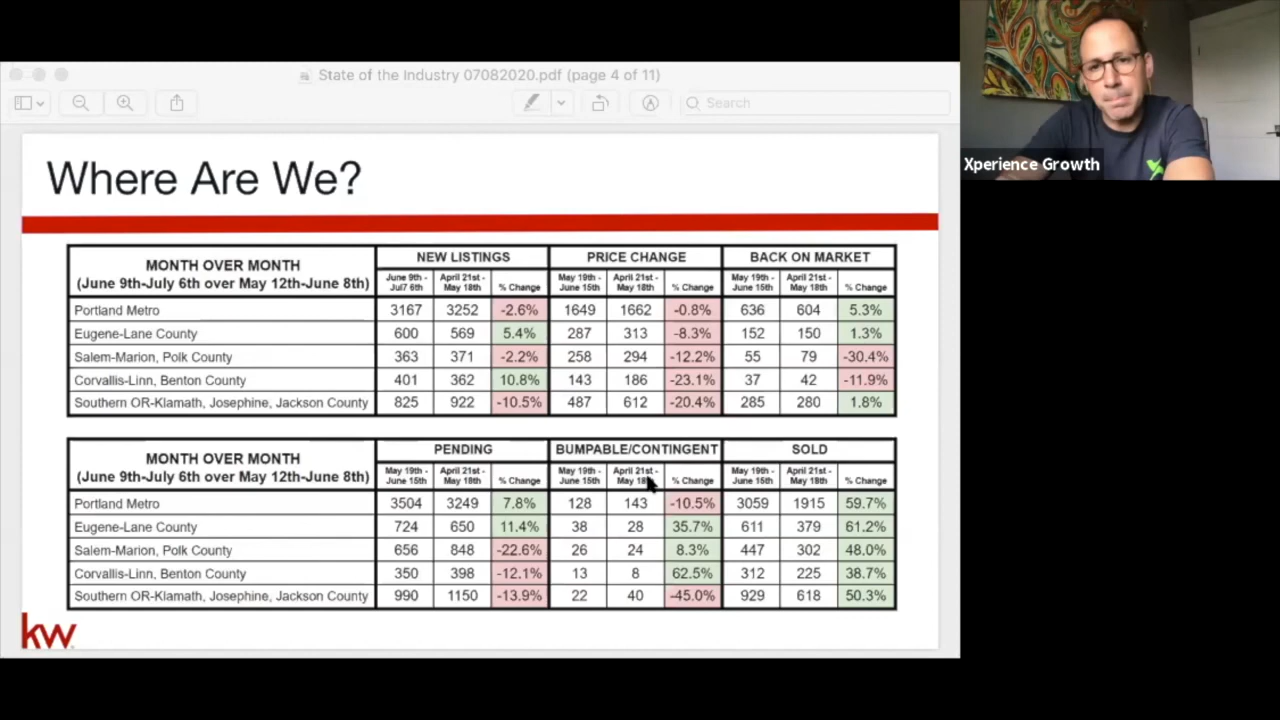 State of the Industry 07082020.pdf (page 4 of 11)
Search
Xperience Growth
Where Are We?
MONTH OVER MONTH
(June 9th-July 6th over May 12th-June 8th)
NEW LISTINGS PRICE CHANGE BACK ON MARKET
June 9th - Jul7 6th April 21st - May 18th % Change May 19th - June 15th April 21st - May 18th % Change May 19th - June 15th April 21st - May 18th % Change
Portland Metro 3167 3252 -2.6% 1649 1662 -0.8% 636 604 5.3%
Eugene-Lane County 600 569 5.4% 287 313 -8.3% 152 150 1.3%
Salem-Marion, Polk County 363 371 -2.2% 258 294 -12.2% 55 79 -30.4%
Corvallis-Linn, Benton County 401 362 10.8% 143 186 -23.1% 37 42 -11.9%
Southern OR-Klamath, Josephine, Jackson County 825 922 -10.5% 487 612 -20.4% 285 280 1.8%
MONTH OVER MONTH
(June 9th-July 6th over May 12th-June 8th)
PENDING BUMPABLE/CONTINGENT SOLD
May 19th - June 15th April 21st - May 18th % Change May 19th - June 15th April 21st - May 18th % Change May 19th - June 15th April 21st - May 18th % Change
Portland Metro 3504 3249 7.8% 128 143 -10.5% 3059 1915 59.7%
Eugene-Lane County 724 650 11.4% 38 28 35.7% 611 379 61.2%
Salem-Marion, Polk County 656 848 -22.6% 26 24 8.3% 447 302 48.0%
Corvallis-Linn, Benton County 350 398 -12.1% 13 8 62.5% 312 225 38.7%
Southern OR-Klamath, Josephine, Jackson County 990 1150 -13.9% 22 40 -45.0% 929 618 50.3%
kw